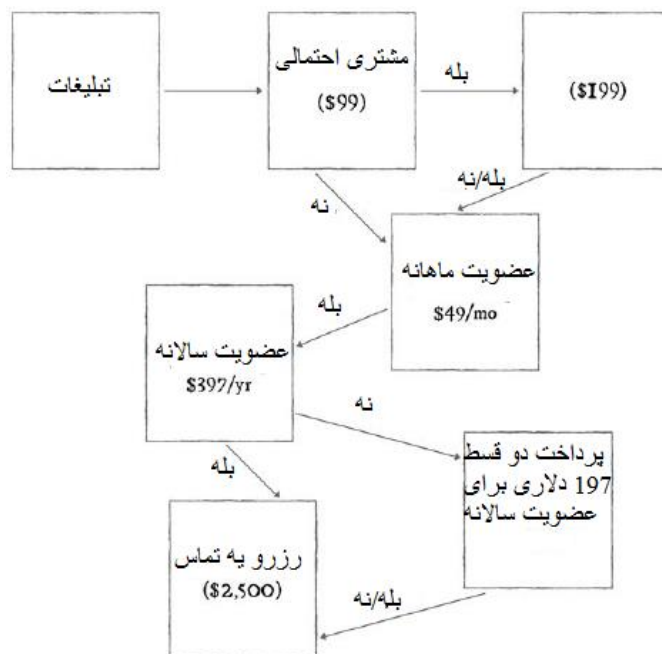 تبلیغات
مشتری احتمالی
($99)
بله
($199)
نه
بله/نه
عضویت ماهانه
$49/mo
بله
عضویت سالانه
$397/yr
نه
بله
پرداخت دو قسط
197 دلاری برای
عضویت سالانه
رزرو یه تماس
($2,500)
بله/نه